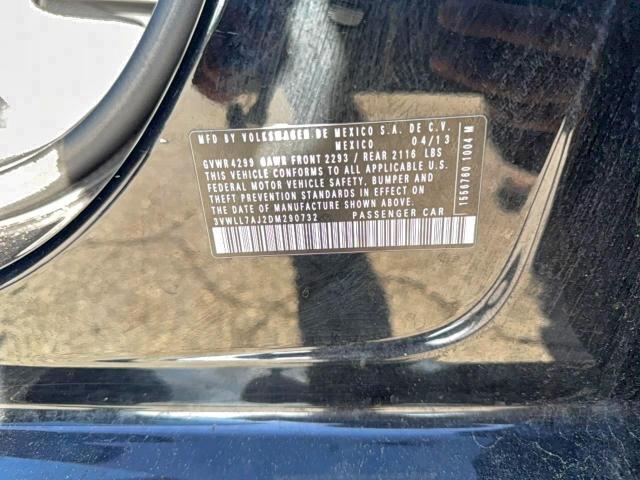 MFD BY VOLKSWAGEN DE MEXICO S.A. DE C.V.
MEXICO 04/13
GVWR 4299 GAWR FRONT 2293 / REAR 2116 LBS
THIS VEHICLE CONFORMS TO ALL APPLICABLE U.S.
FEDERAL MOTOR VEHICLE SAFETY, BUMPER AND
THEFT PREVENTION STANDARDS IN EFFECT ON
THE DATE OF MANUFACTURE SHOWN ABOVE.
3VWLL7AJ2DM290732 PASSENGER CAR
1556760 1004 M